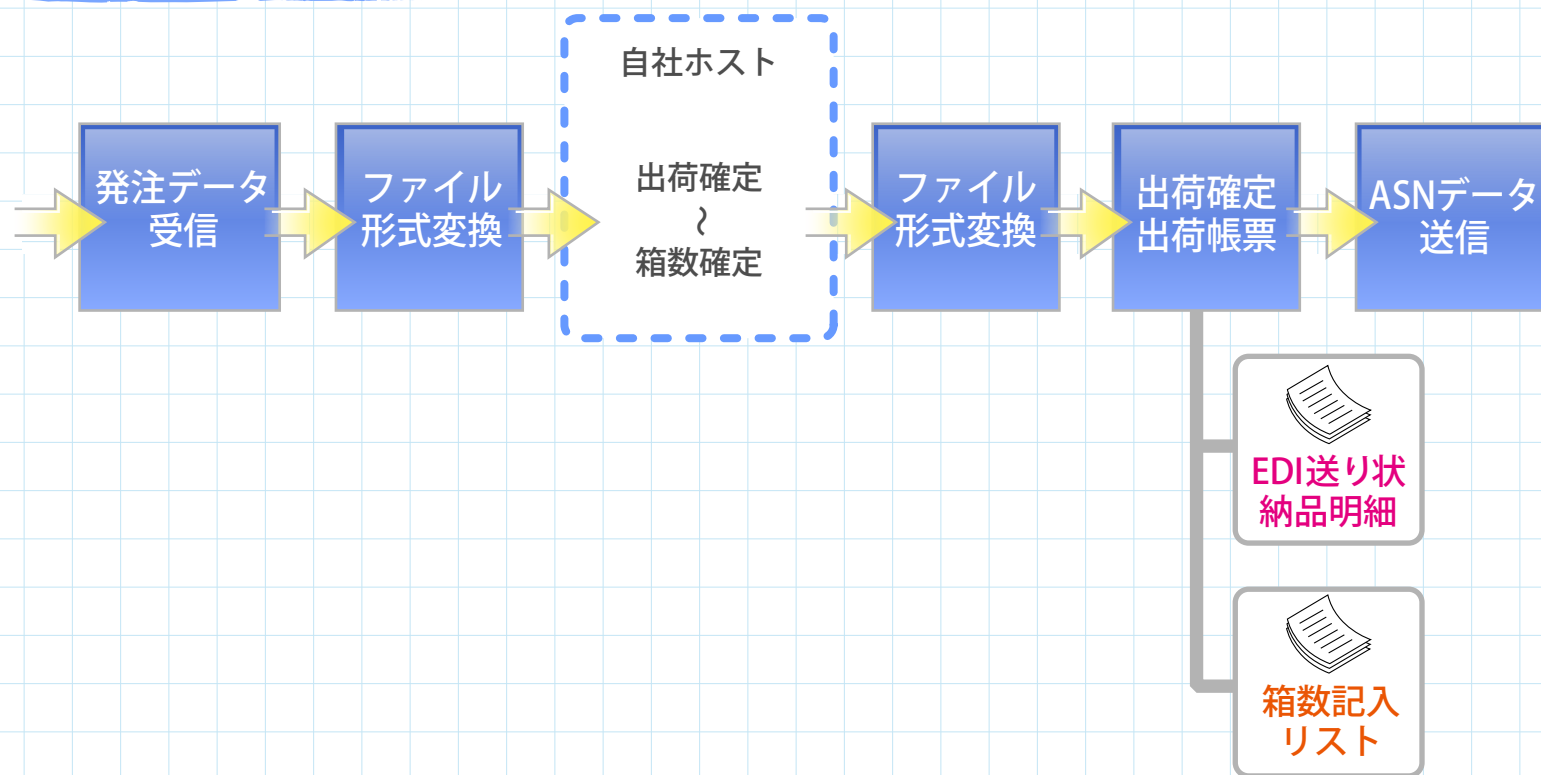 自社ホスト
発注データ
受信
ファイル
形式変換
出荷確定
~
箱数確定
ファイル
形式変換
出荷確定
出荷帳票
ASNデータ
送信
EDI送り状
納品明細
箱数記入
リスト